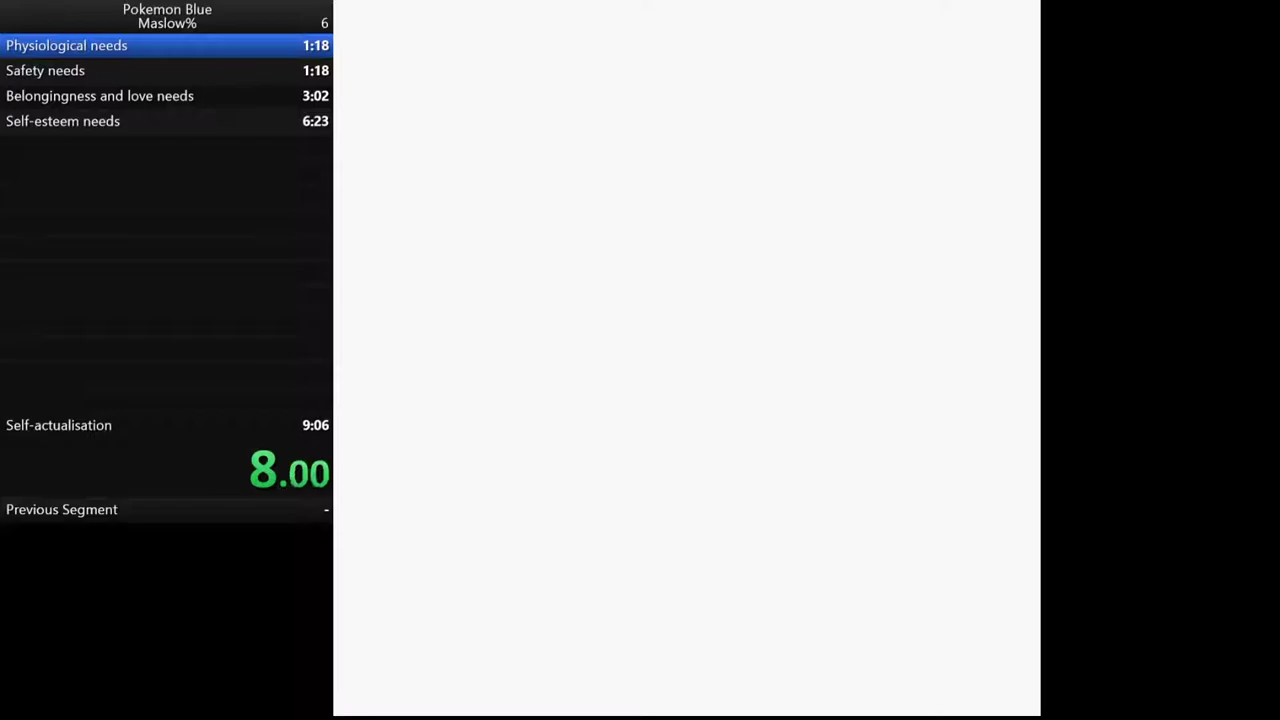 Pokemon Blue
Maslow% 6
Physiological needs 1:18
Safety needs 1:18
Belongingness and love needs 3:02
Self-esteem needs 6:23
Self-actualisation 9:06
8.00
Previous Segment -